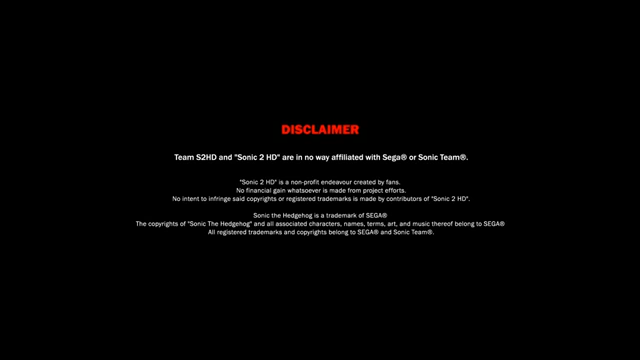 DISCLAIMER
Team S2HD and "Sonic 2 HD" are in no way affiliated with Sega® or Sonic Team®.
"Sonic 2 HD" is a non-profit endeavour created by fans.
No financial gain whatsoever is made from project efforts.
No intent to infringe said copyrights or registered trademarks is made by contributors of "Sonic 2 HD".
Sonic the Hedgehog is a trademark of SEGA®
The copyrights of "Sonic The Hedgehog" and all associated characters, names, terms, art, and music thereof belong to SEGA®
All registered trademarks and copyrights belong to SEGA® and Sonic Team®.